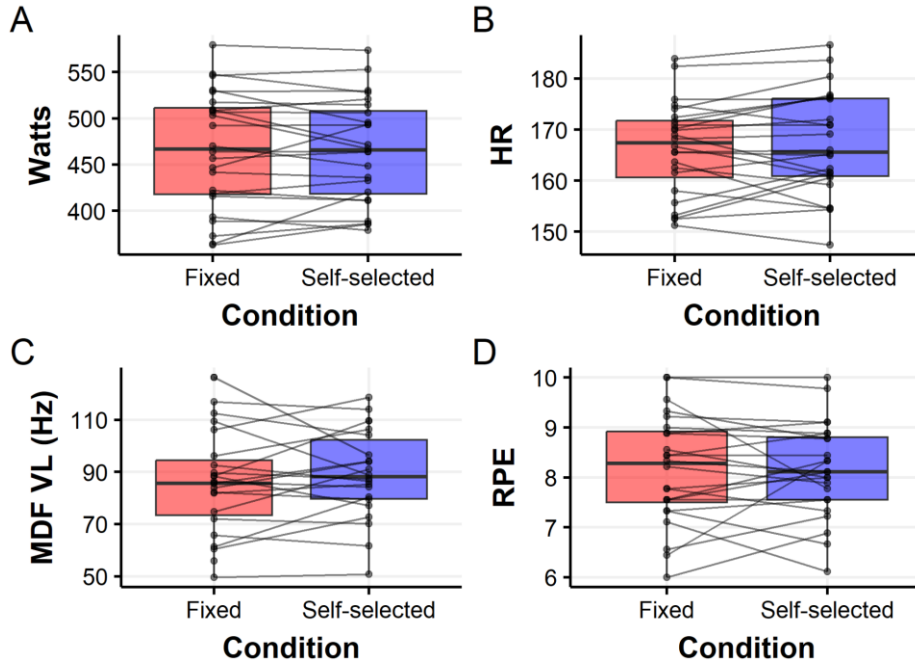 A
Watts
550
500
450
400
Fixed Self-selected
Condition
B
HR
180
170
160
150
Fixed Self-selected
Condition
C
MDF VL (Hz)
110
90
70
50
Fixed Self-selected
Condition
D
RPE
10
9
8
7
6
Fixed Self-selected
Condition